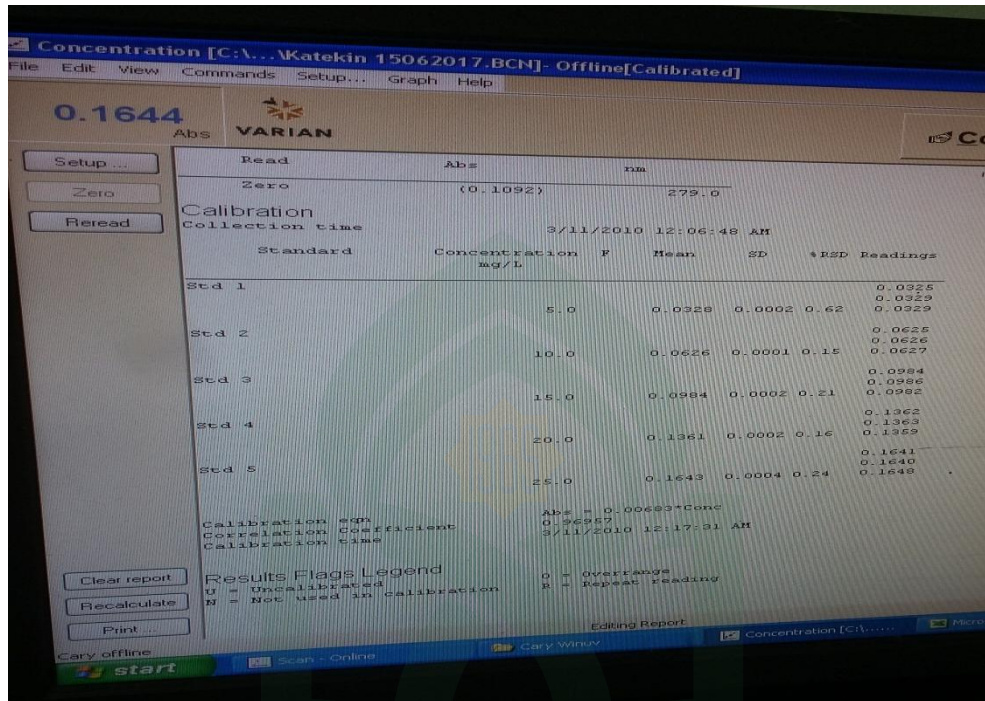 Concentration [C:\...\Katekin 15062017.BCN]- Offline[Calibrated]
File Edit View Commands Setup... Graph Help
0.1644 Abs
VARIAN
Setup ...
Zero
Reread
Read Abs nm
Zero (0.1092) 279.0
Calibration
Collection time 3/11/2010 12:06:48 AM
Standard Concentration F Mean SD %RSD Readings
mg/L
Std 1 0.0325
0.0329
5.0 0.0328 0.0002 0.62 0.0329
Std 2 0.0625
0.0626
10.0 0.0626 0.0001 0.15 0.0627
Std 3 0.0984
0.0986
15.0 0.0984 0.0002 0.21 0.0982
Std 4 0.1362
0.1363
20.0 0.1361 0.0002 0.16 0.1359
Std 5 0.1641
0.1640
25.0 0.1643 0.0004 0.24 0.1648
Calibration eqn Abs = 0.00683*Conc
Correlation Coefficient 0.96957
Calibration time 3/11/2010 12:17:31 AM
Results Flags Legend
U = Uncalibrated O = Overrange
N = Not used in calibration R = Repeat reading
Clear report
Recalculate
Print ...
Editing Report
Cary offline
start
Scan - Online
Cary Winuv
Concentration [C:\......
Micro